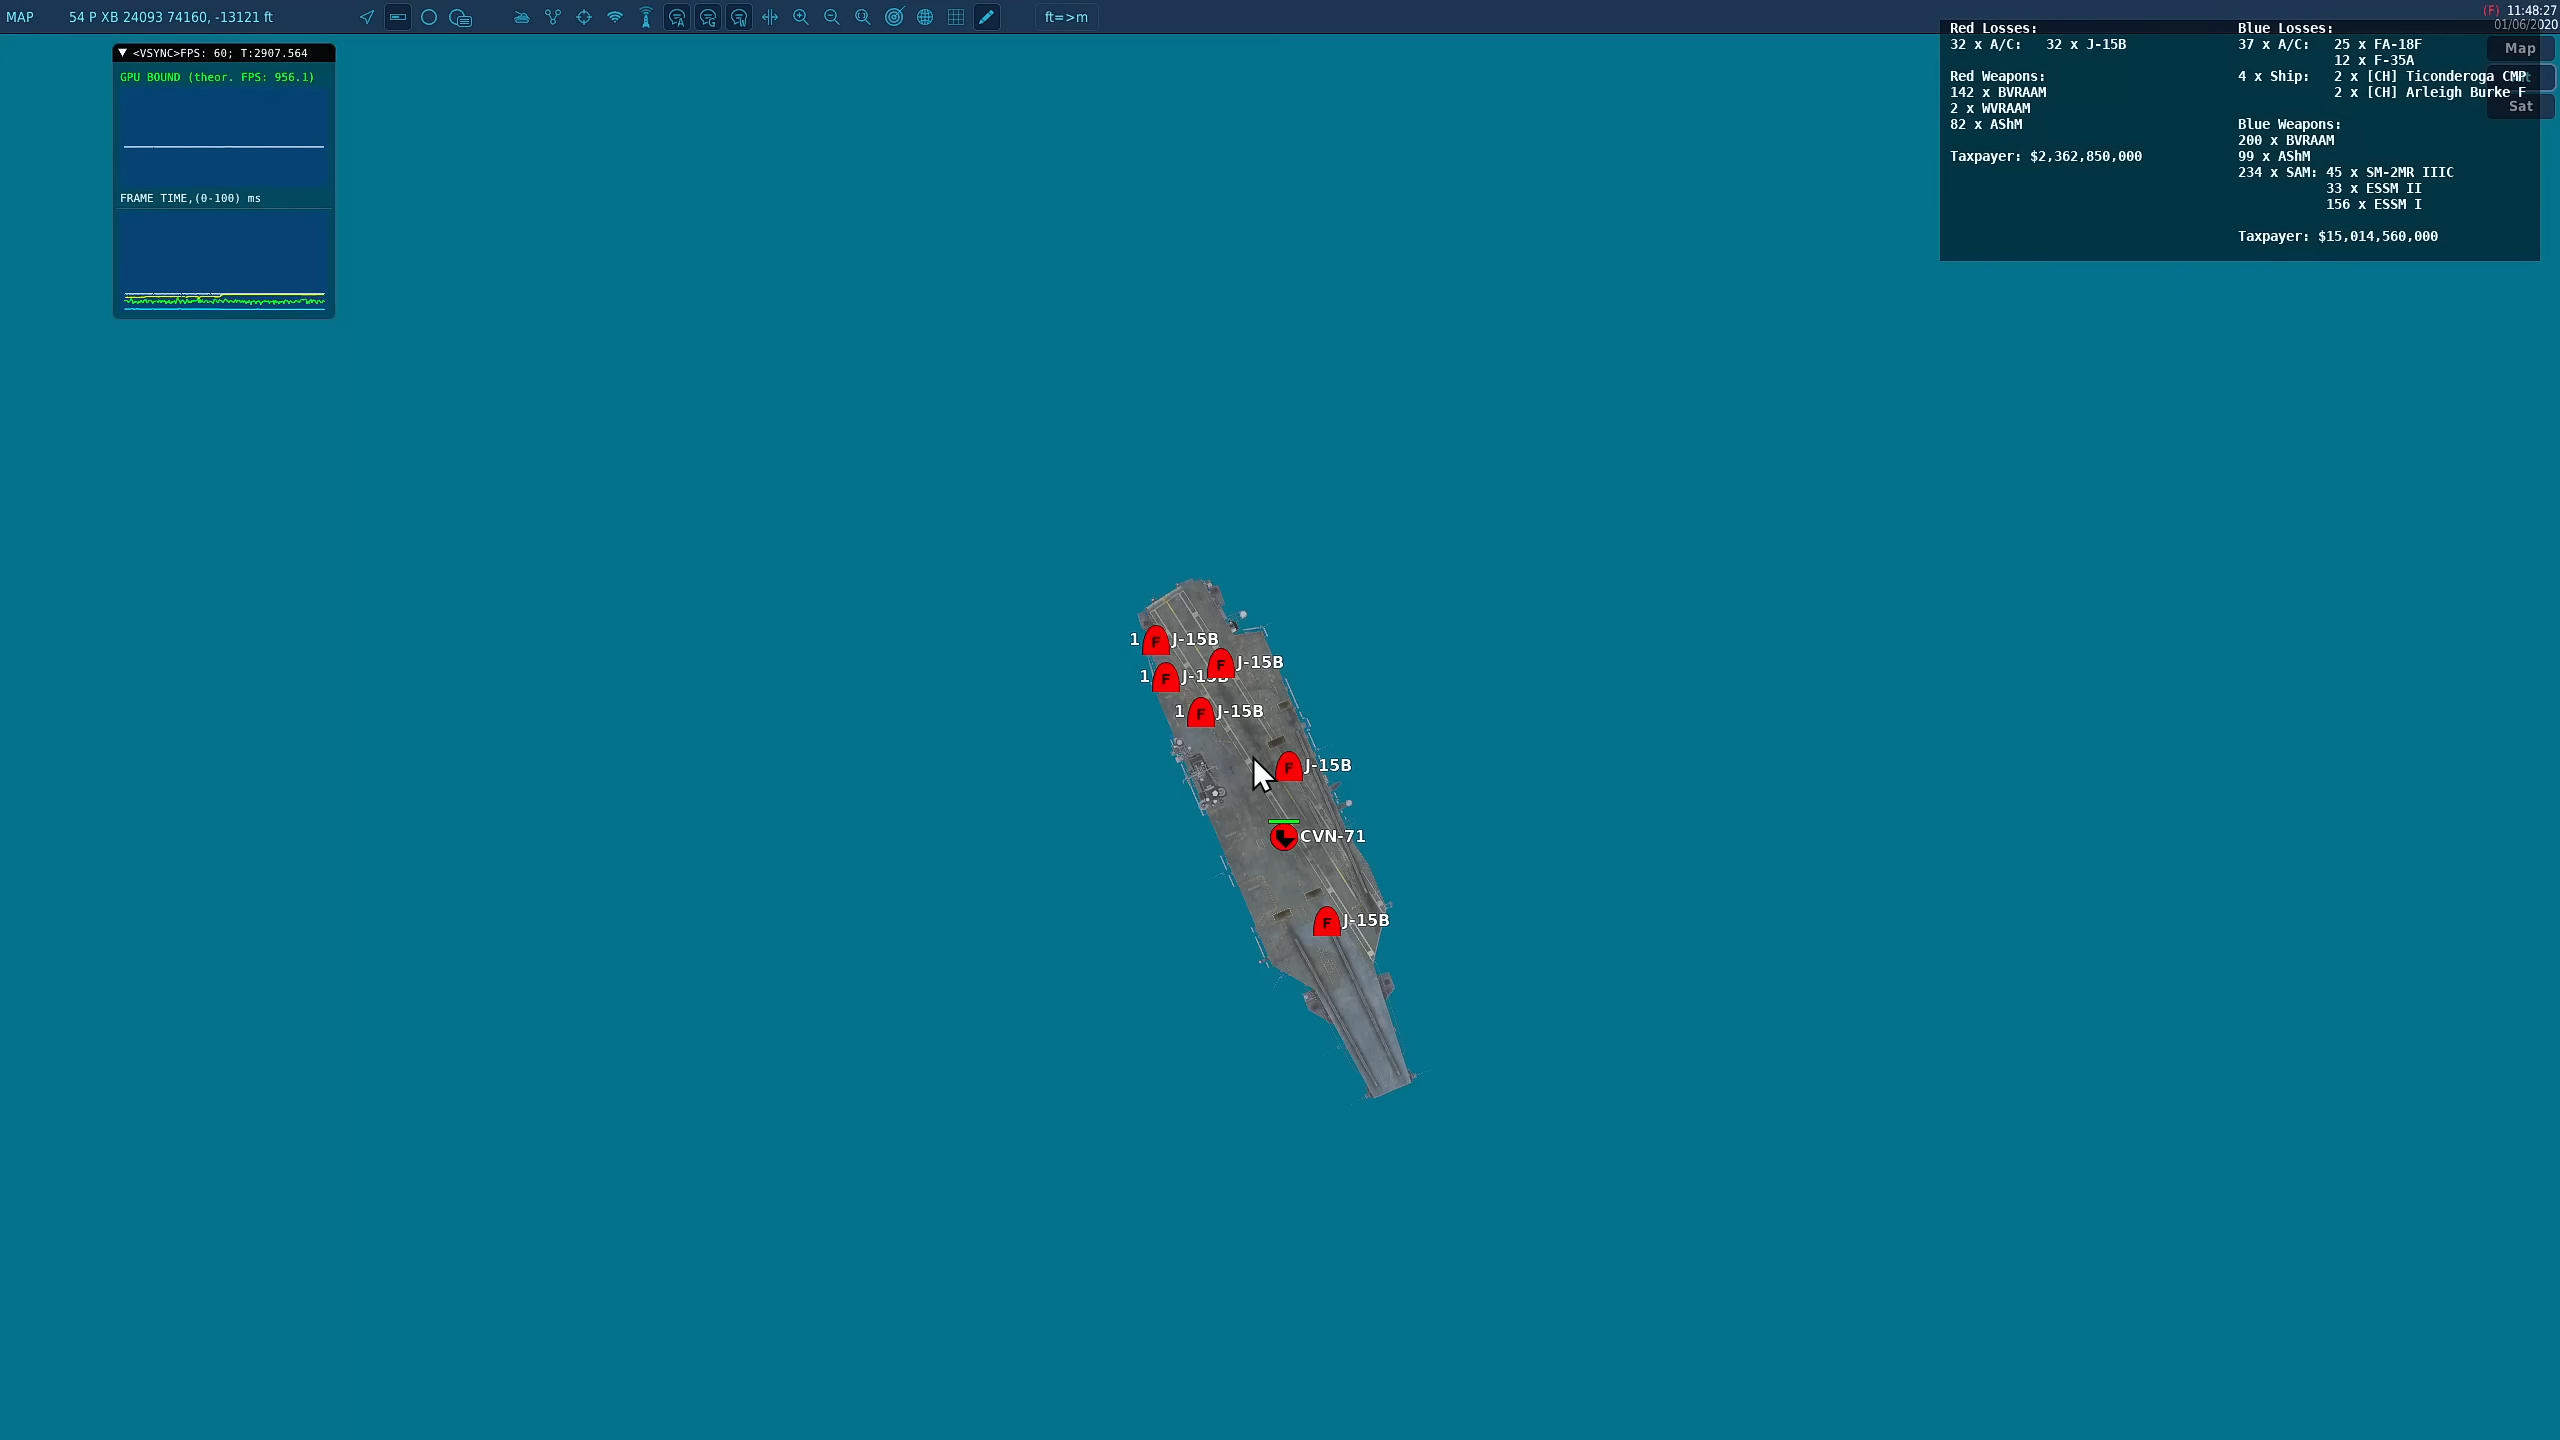 MAP 54 P XB 24093 74160, -13121 ft ft=>m (F) 11:48:27
01/06/2020
<VSYNC>FPS: 60; T:2907.564
GPU BOUND (theor. FPS: 956.1)
FRAME TIME,(0-100) ms
Red Losses:
32 x A/C: 32 x J-15B
Red Weapons:
142 x BVRAAM
2 x WVRAAM
82 x AShM
Taxpayer: $2,362,850,000
Blue Losses:
37 x A/C: 25 x FA-18F
12 x F-35A
4 x Ship: 2 x [CH] Ticonderoga CMP
2 x [CH] Arleigh Burke F
Blue Weapons:
200 x BVRAAM
99 x AShM
234 x SAM: 45 x SM-2MR IIIC
33 x ESSM II
156 x ESSM I
Taxpayer: $15,014,560,000
Map
Sat
1 F J-15B
F J-15B
1 F J-15B
1 F J-15B
F J-15B
CVN-71
F J-15B